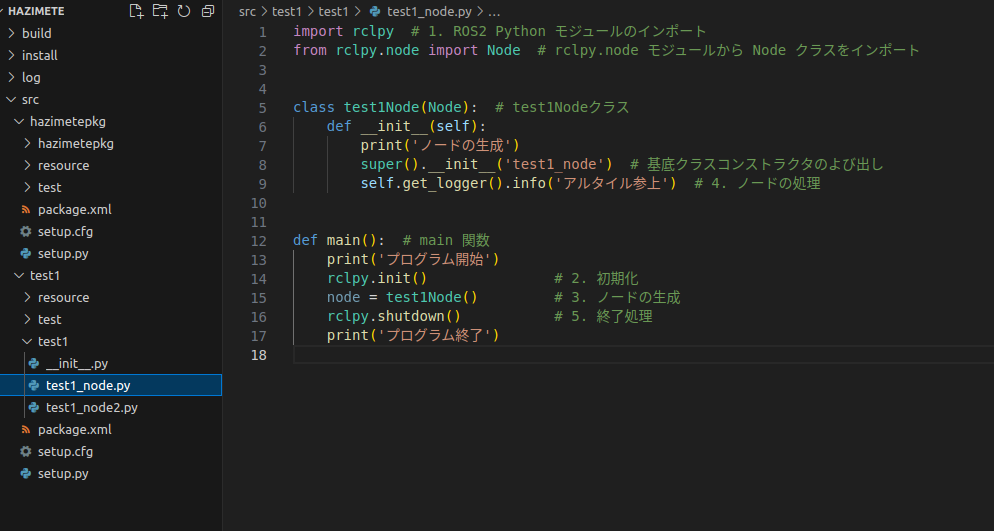 HAZIMETE
build
install
log
src
hazimetepkg
hazimetepkg
resource
test
package.xml
setup.cfg
setup.py
test1
resource
test
test1
__init__.py
test1_node.py
test1_node2.py
package.xml
setup.cfg
setup.py
src > test1 > test1 > test1_node.py > ...
1 import rclpy  # 1. ROS2 Python モジュールのインポート
2 from rclpy.node import Node  # rclpy.node モジュールから Node クラスをインポート
3
4
5 class test1Node(Node):  # test1Nodeクラス
6     def __init__(self):
7         print('ノードの生成')
8         super().__init__('test1_node')  # 基底クラスコンストラクタのよび出し
9         self.get_logger().info('アルタイル参上')  # 4. ノードの処理
10
11
12 def main():  # main 関数
13     print('プログラム開始')
14     rclpy.init()               # 2. 初期化
15     node = test1Node()         # 3. ノードの生成
16     rclpy.shutdown()           # 5. 終了処理
17     print('プログラム終了')
18